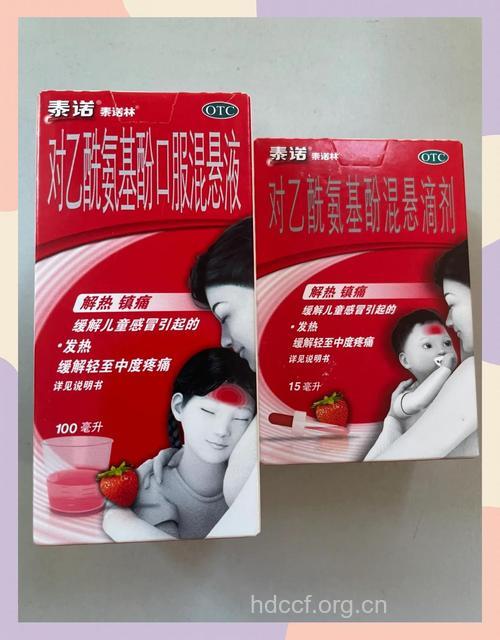 泰诺® 泰诺林®
OTC
对乙酰氨基酚口服混悬液
解热 镇痛
缓解儿童感冒引起的
·发热
缓解轻至中度疼痛
详见说明书
100毫升
泰诺® 泰诺林®
OTC
对乙酰氨基酚混悬滴剂
解热 镇痛
缓解儿童感冒引起的
·发热
缓解轻至中度疼痛
详见说明书
15毫升
hdccf.org.cn